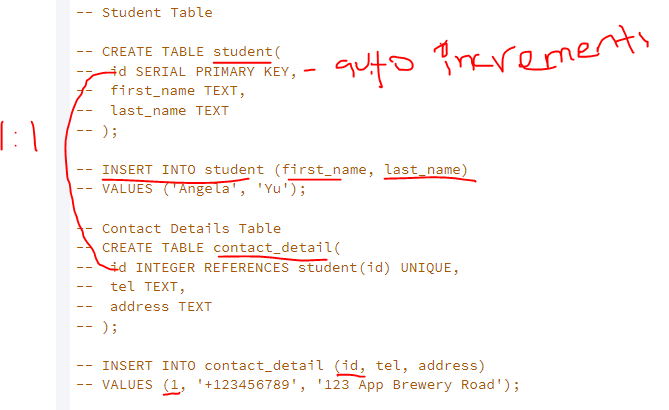 -- Student Table
-- CREATE TABLE student(
--  id SERIAL PRIMARY KEY, - auto increments
--  first_name TEXT,
--  last_name TEXT
-- );
1:1
-- INSERT INTO student (first_name, last_name)
-- VALUES ('Angela', 'Yu');
-- Contact Details Table
-- CREATE TABLE contact_detail(
--  id INTEGER REFERENCES student(id) UNIQUE,
--  tel TEXT,
--  address TEXT
-- );
-- INSERT INTO contact_detail (id, tel, address)
-- VALUES (1, '+123456789', '123 App Brewery Road');